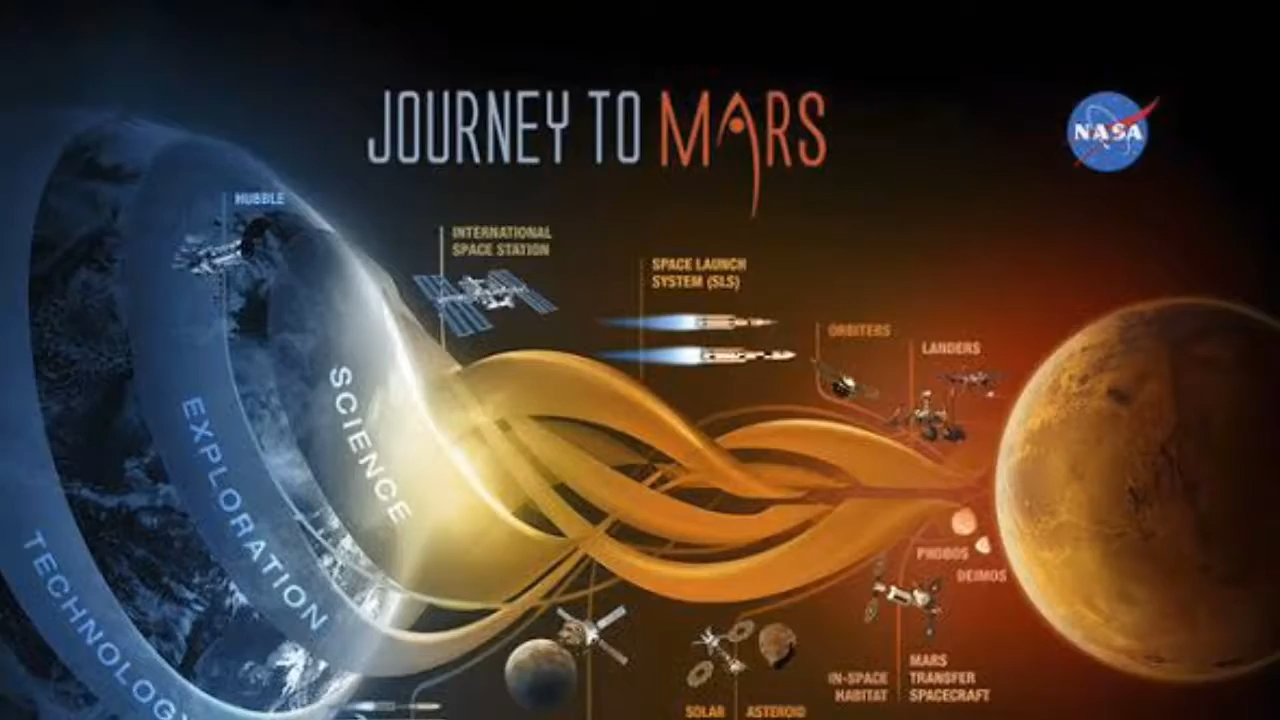 JOURNEY TO MARS
NASA
HUBBLE
INTERNATIONAL
SPACE STATION
SPACE LAUNCH
SYSTEM (SLS)
ORBITERS
LANDERS
SCIENCE
EXPLORATION
TECHNOLOGY
PHOBOS
DEIMOS
IN-SPACE
HABITAT
MARS
TRANSFER
SPACECRAFT
SOLAR
ASTEROID